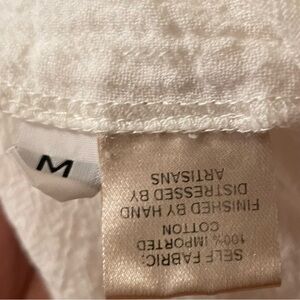 M
SELF FABRIC:
100% IMPORTED
COTTON
FINISHED BY HAND
DISTRESSED BY
ARTISANS